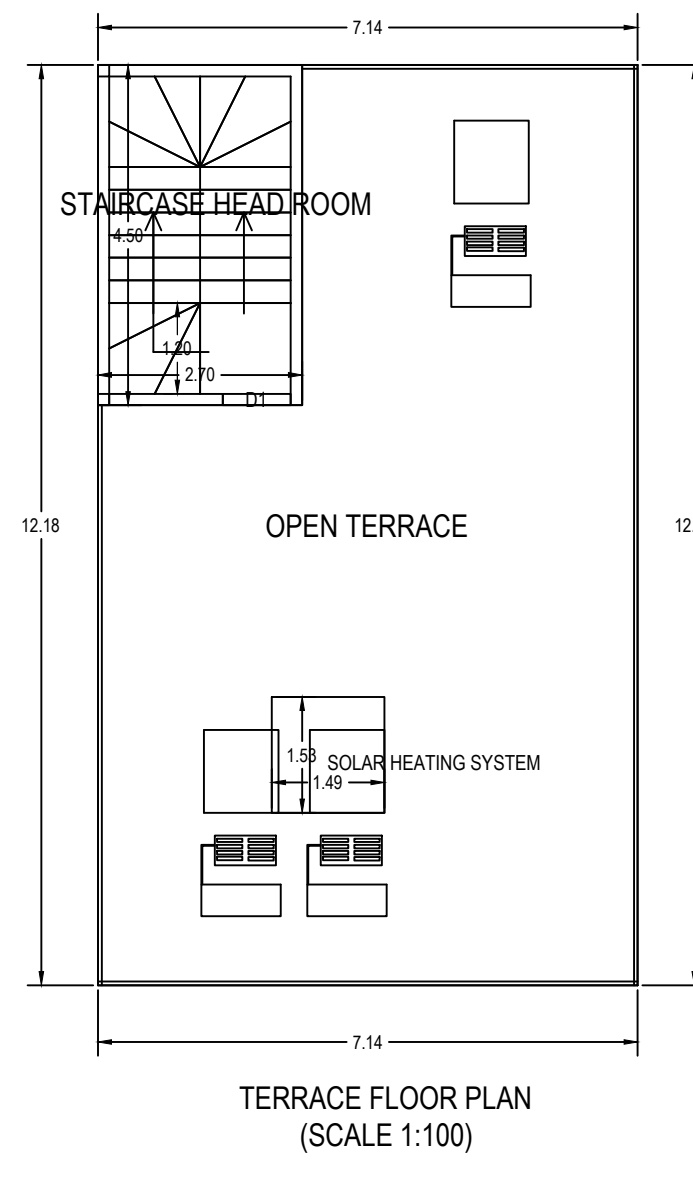 7.14
STAIRCASE HEAD ROOM
4.50
1.20
2.70
D1
12.18
OPEN TERRACE
12.
1.53
SOLAR HEATING SYSTEM
1.49
7.14
TERRACE FLOOR PLAN
(SCALE 1:100)